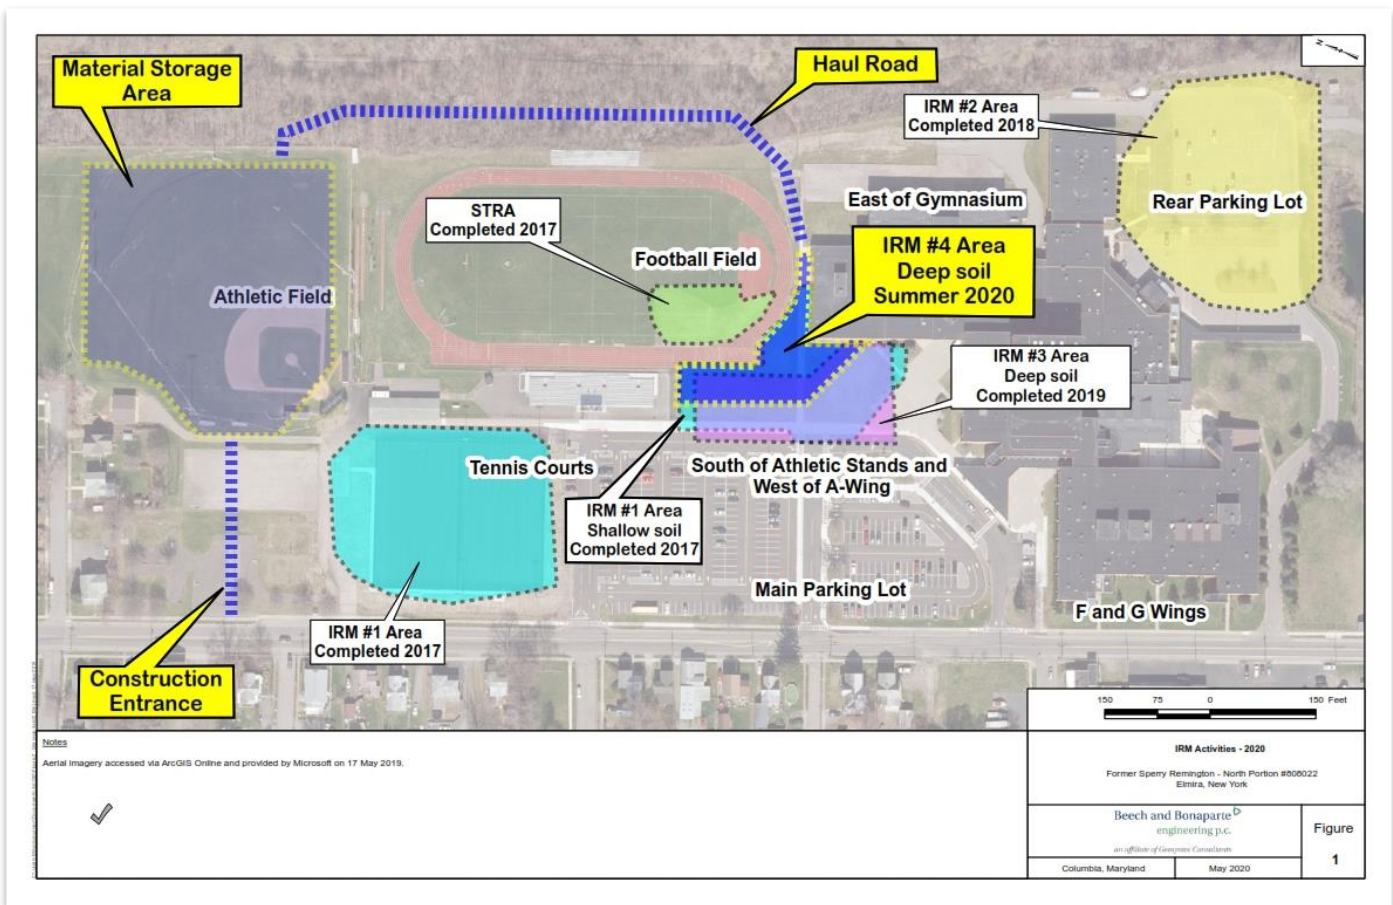 Material Storage
Area
Haul Road
IRM #2 Area
Completed 2018
STRA
Completed 2017
East of Gymnasium
Rear Parking Lot
Football Field
IRM #4 Area
Deep soil
Summer 2020
Athletic Field
IRM #3 Area
Deep soil
Completed 2019
Tennis Courts
South of Athletic Stands and
West of A-Wing
IRM #1 Area
Shallow soil
Completed 2017
Main Parking Lot
F and G Wings
IRM #1 Area
Completed 2017
Construction
Entrance
150 75 0 150 Feet
Notes
Aerial imagery accessed via ArcGIS Online and provided by Microsoft on 17 May 2019.
IRM Activities - 2020
Former Sperry Remington - North Portion #808022
Elmira, New York
Beech and Bonaparte
engineering p.c.
an affiliate of Geosyntec Consultants
Figure
1
Columbia, Maryland
May 2020